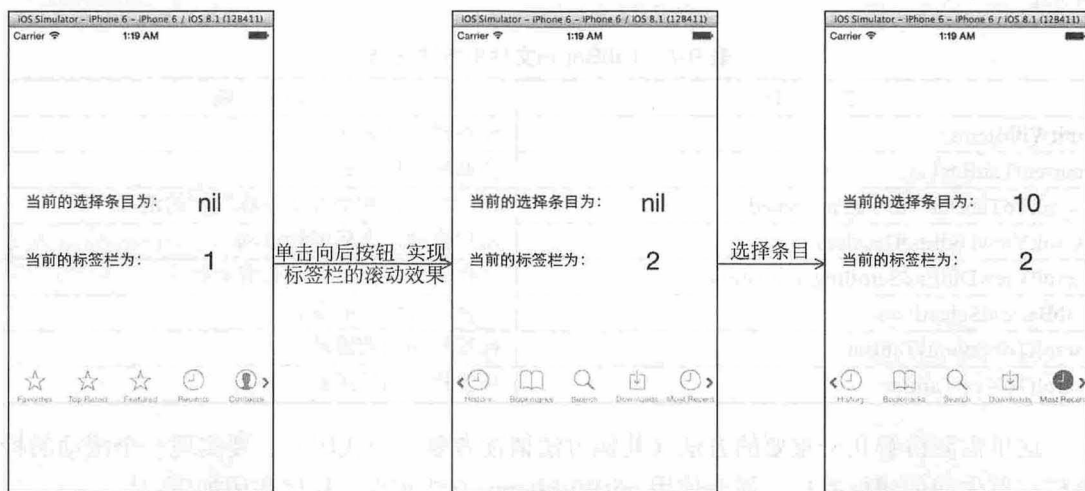 iOS Simulator – iPhone 6 – iPhone 6 / iOS 8.1 (12B411)
Carrier 1:19 AM
当前的选择条目为: nil
当前的标签栏为: 1
Favorites Top Rated Featured Recents Contacts
单击向后按钮 实现
标签栏的滚动效果
iOS Simulator – iPhone 6 – iPhone 6 / iOS 8.1 (12B411)
Carrier 1:19 AM
当前的选择条目为: nil
当前的标签栏为: 2
History Bookmarks Search Downloads Most Recent
选择条目
iOS Simulator – iPhone 6 – iPhone 6 / iOS 8.1 (12B411)
Carrier 1:19 AM
当前的选择条目为: 10
当前的标签栏为: 2
History Bookmarks Search Downloads Most Recent